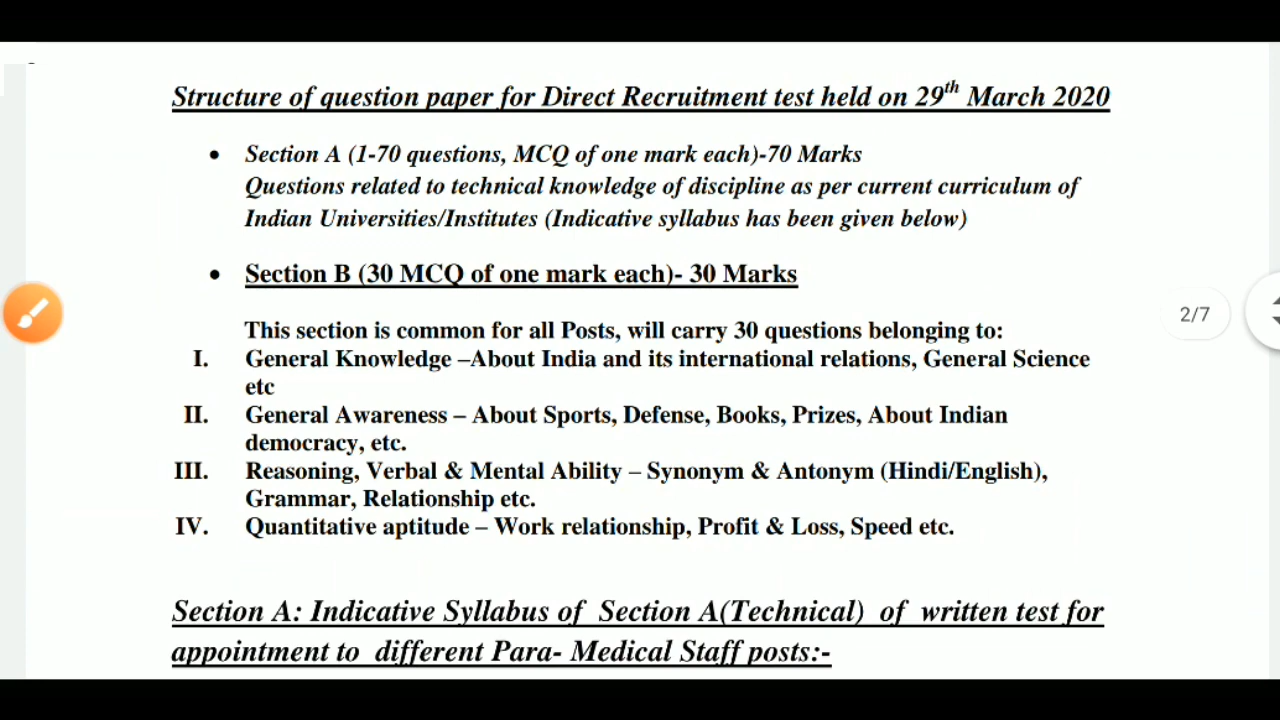 Structure of question paper for Direct Recruitment test held on 29th March 2020
• Section A (1-70 questions, MCQ of one mark each)-70 Marks
Questions related to technical knowledge of discipline as per current curriculum of
Indian Universities/Institutes (Indicative syllabus has been given below)
• Section B (30 MCQ of one mark each)- 30 Marks
This section is common for all Posts, will carry 30 questions belonging to:
I. General Knowledge –About India and its international relations, General Science
etc
II. General Awareness – About Sports, Defense, Books, Prizes, About Indian
democracy, etc.
III. Reasoning, Verbal & Mental Ability – Synonym & Antonym (Hindi/English),
Grammar, Relationship etc.
IV. Quantitative aptitude – Work relationship, Profit & Loss, Speed etc.
2/7
Section A: Indicative Syllabus of Section A(Technical) of written test for
appointment to different Para- Medical Staff posts:-